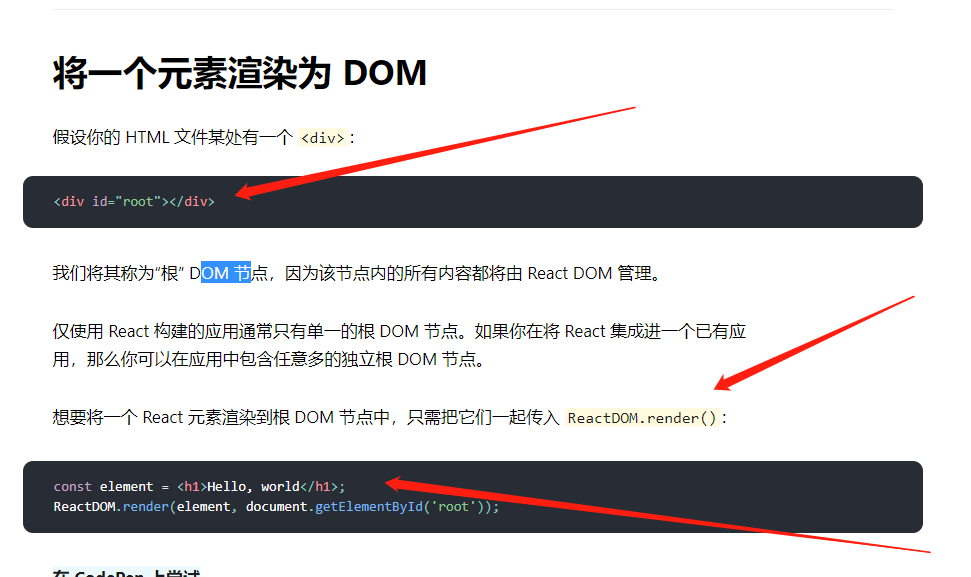 将一个元素渲染为 DOM
假设你的 HTML 文件某处有一个 <div>：
<div id="root"></div>
我们将其称为“根” DOM 节点，因为该节点内的所有内容都将由 React DOM 管理。
仅使用 React 构建的应用通常只有单一的根 DOM 节点。如果你在将 React 集成进一个已有应
用，那么你可以在应用中包含任意多的独立根 DOM 节点。
想要将一个 React 元素渲染到根 DOM 节点中，只需把它们一起传入 ReactDOM.render()：
const element = <h1>Hello, world</h1>;
ReactDOM.render(element, document.getElementById('root'));
在 CodePen 上尝试